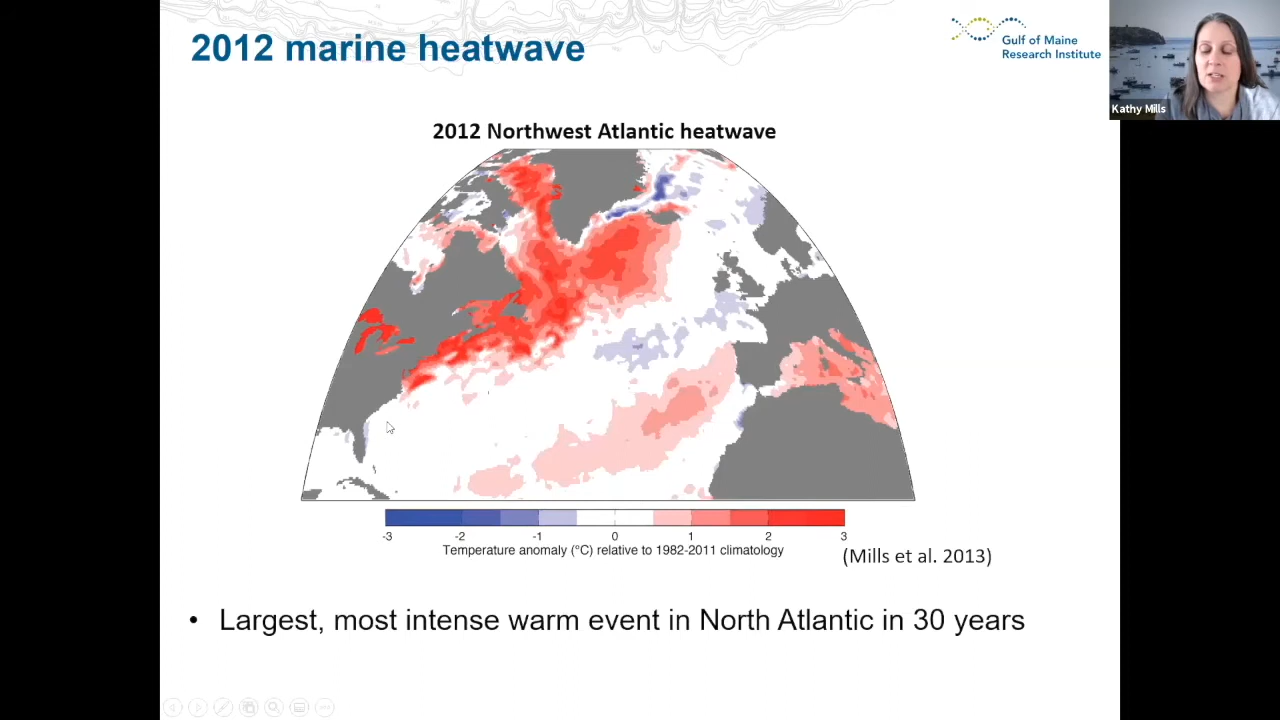 2012 marine heatwave
Gulf of Maine
Research Institute
Kathy Mills
2012 Northwest Atlantic heatwave
-3 -2 -1 0 1 2 3
Temperature anomaly (°C) relative to 1982-2011 climatology
(Mills et al. 2013)
• Largest, most intense warm event in North Atlantic in 30 years